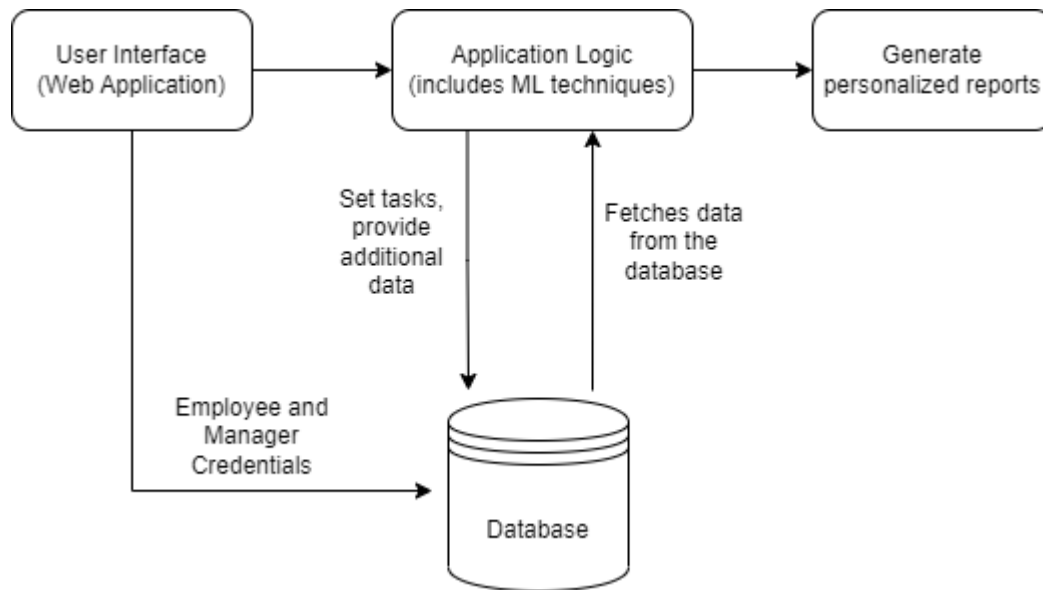 User Interface
(Web Application)
Application Logic
(includes ML techniques)
Generate
personalized reports
Set tasks,
provide
additional
data
Fetches data
from the
database
Employee and
Manager
Credentials
Database